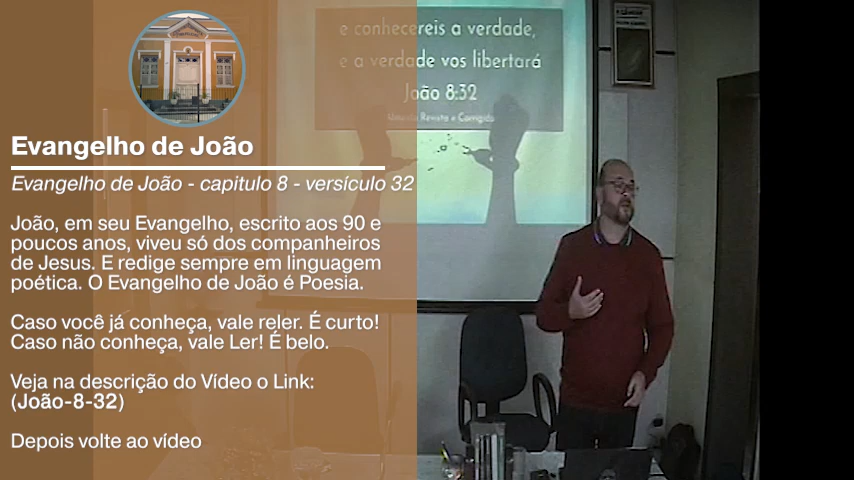 e conhecereis a verdade,
e a verdade vos libertará
João 8:32
Evangelho de João
Evangelho de João - capitulo 8 - versículo 32
João, em seu Evangelho, escrito aos 90 e
poucos anos, viveu só dos companheiros
de Jesus. E redige sempre em linguagem
poética. O Evangelho de João é Poesia.
Caso você já conheça, vale reler. É curto!
Caso não conheça, vale Ler! É belo.
Veja na descrição do Vídeo o Link:
(João-8-32)
Depois volte ao vídeo